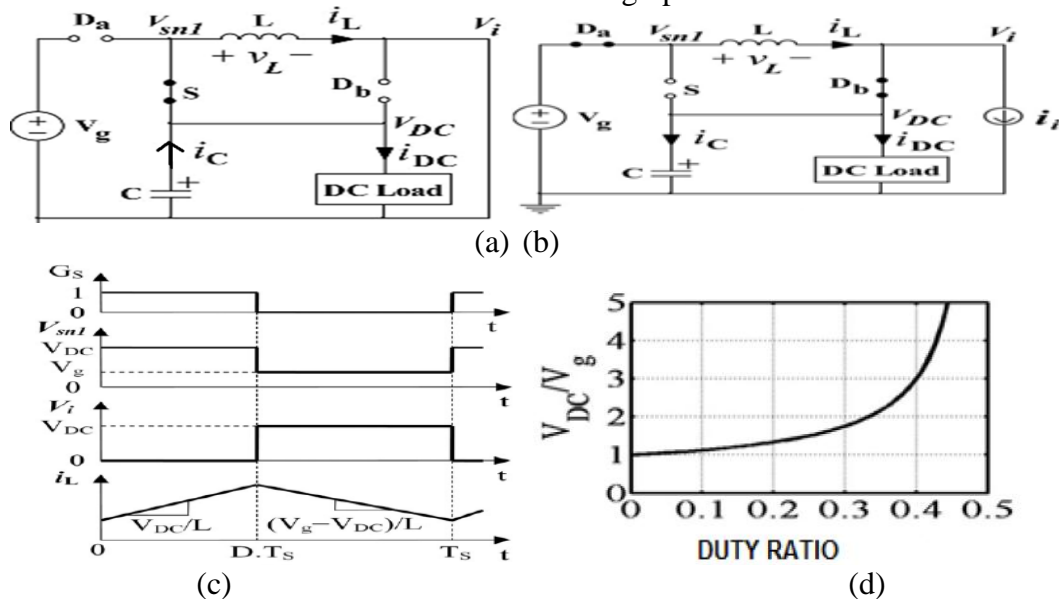 Da
Vsn1
L
iL
Vi
+ vL −
S
Db
Vg
VDC
iC
iDC
C
+
DC Load
Da
Vsn1
L
iL
Vi
+ vL −
S
Db
Vg
VDC
ii
iC
iDC
C
+
DC Load
(a) (b)
GS
1
0
t
Vsn1
VDC
Vg
0
t
Vi
VDC
0
t
iL
VDC/L
(Vg−VDC)/L
0
D.TS
TS
t
VDC/Vg
5
4
3
2
1
0
0 0.1 0.2 0.3 0.4 0.5
DUTY RATIO
(c) (d)